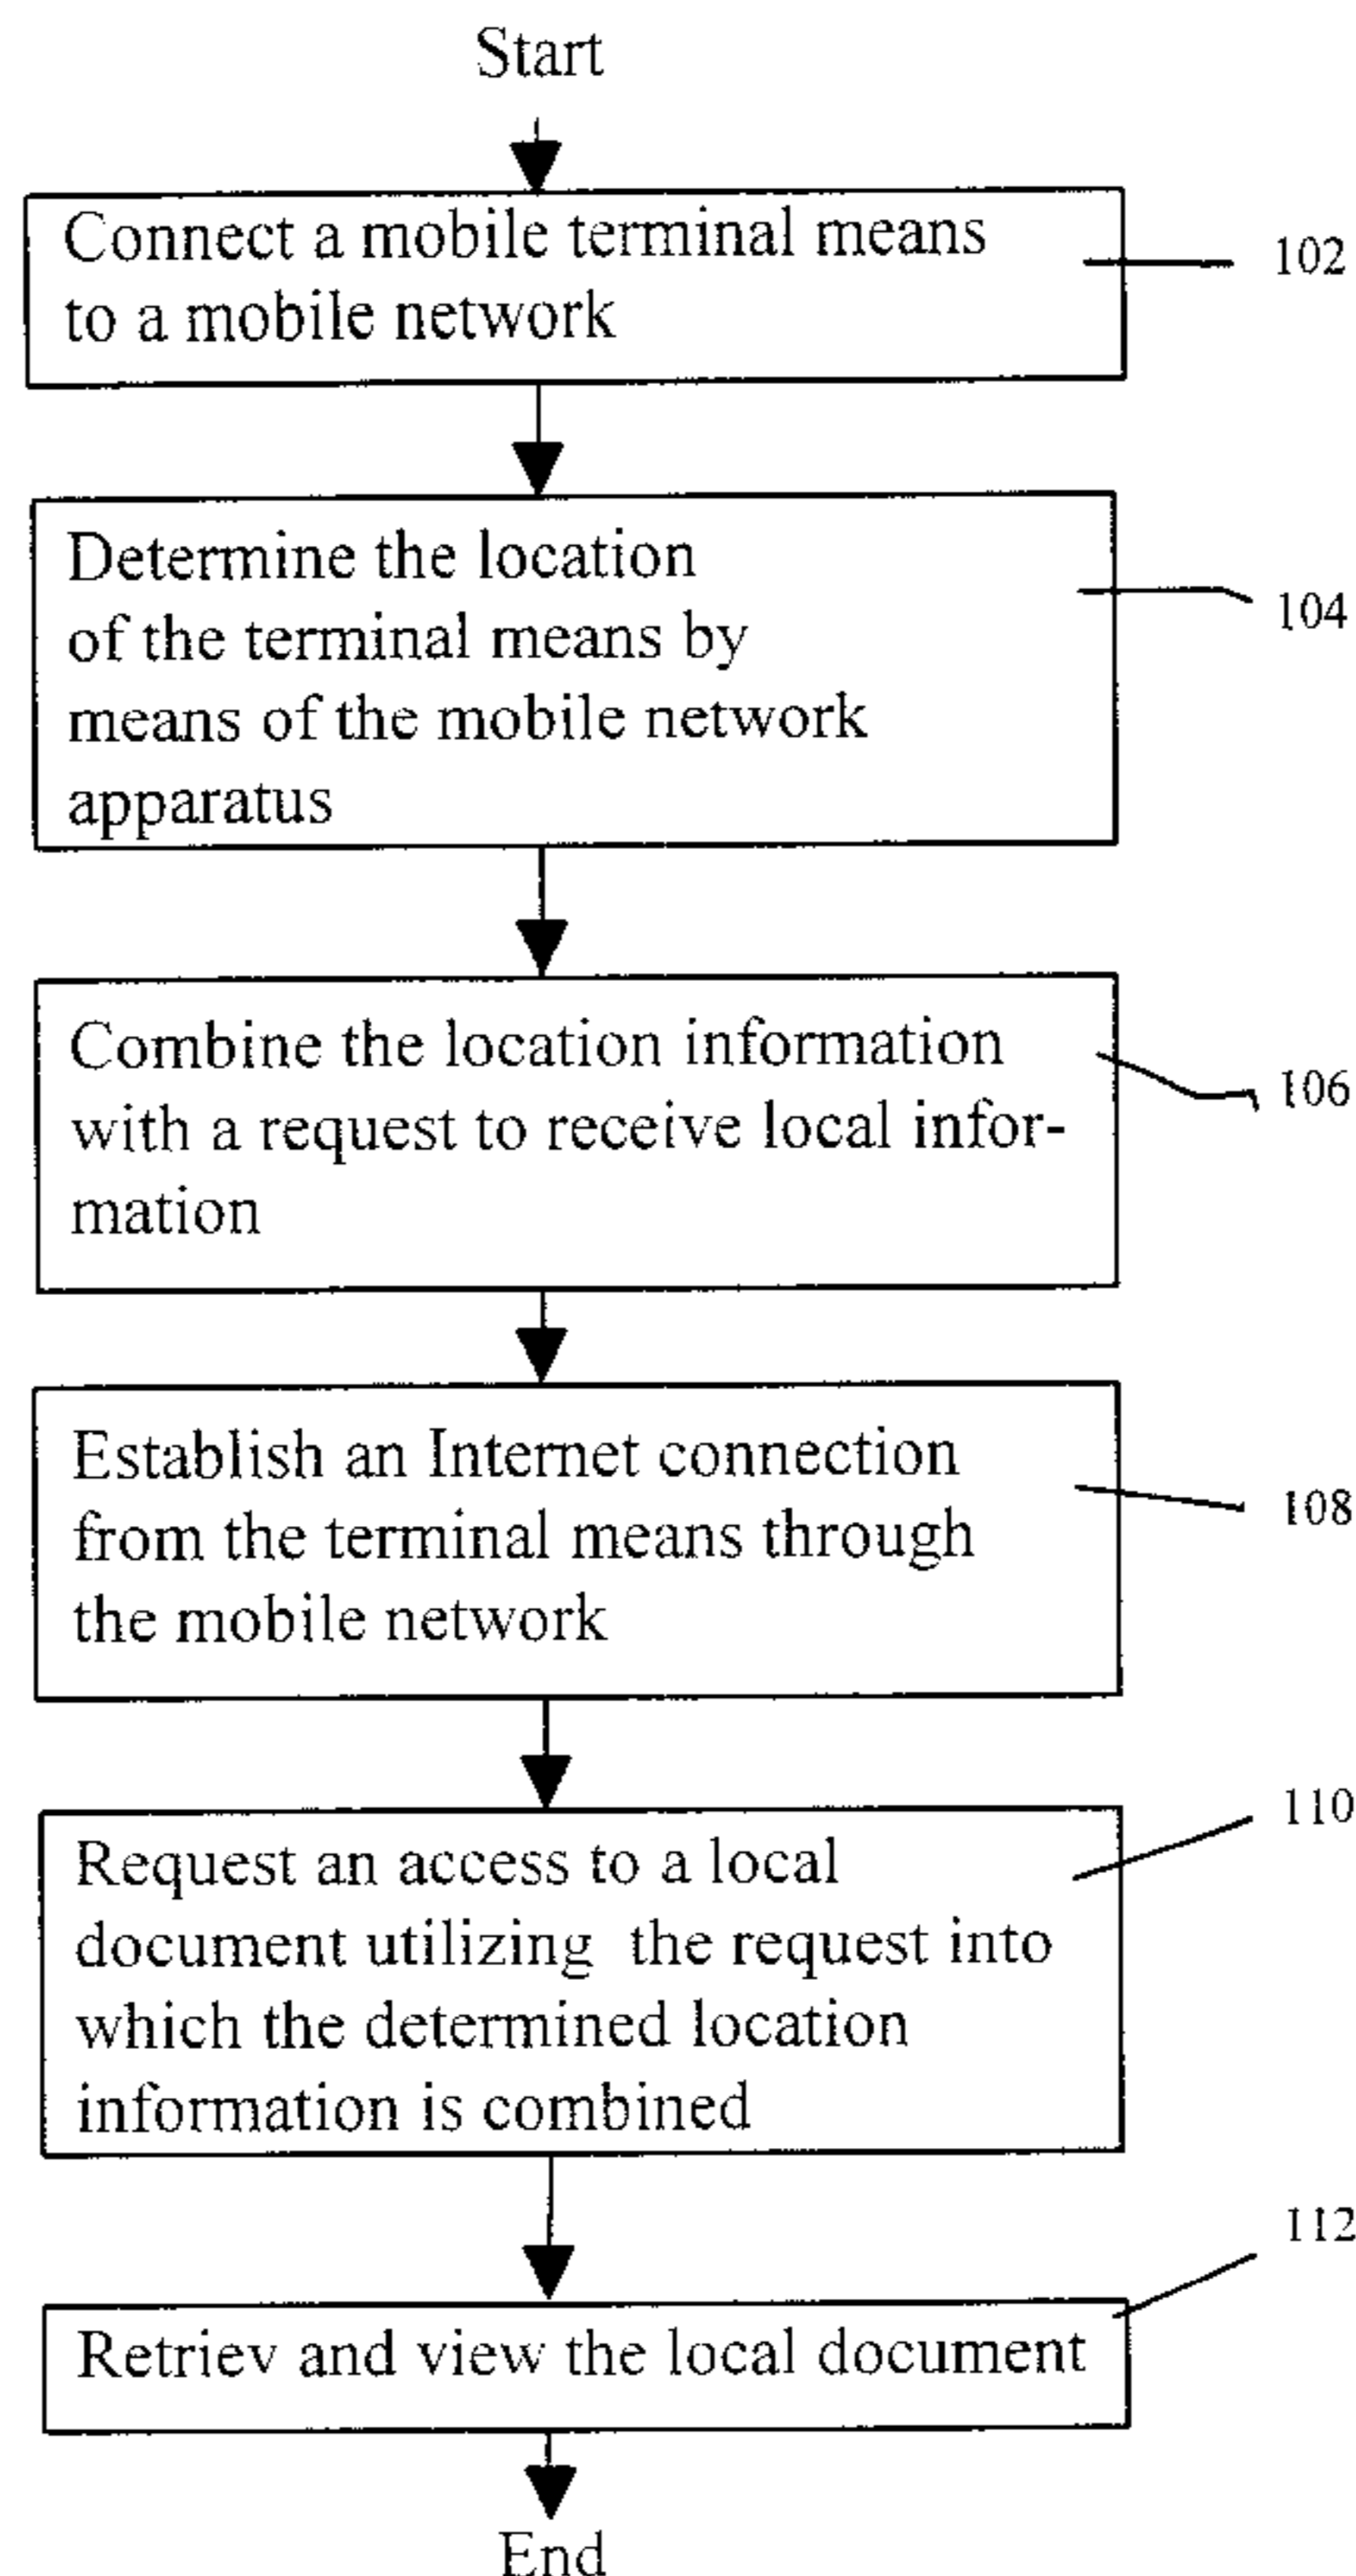 Start
Connect a mobile terminal means
to a mobile network
102
Determine the location
of the terminal means by
means of the mobile network
apparatus
104
Combine the location information
with a request to receive local infor-
mation
106
Establish an Internet connection
from the terminal means through
the mobile network
108
Request an access to a local
document utilizing the request into
which the determined location
information is combined
110
Retriev and view the local document
112
End